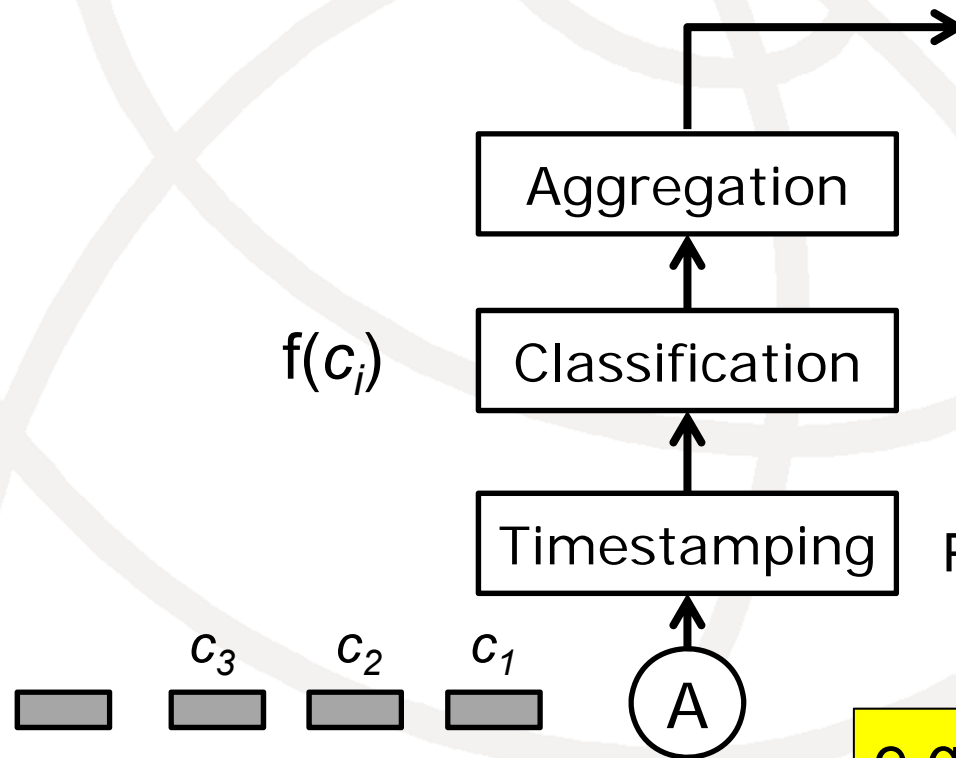 Aggregation
f(cᵢ) Classification
Timestamping
c₃ c₂ c₁
A